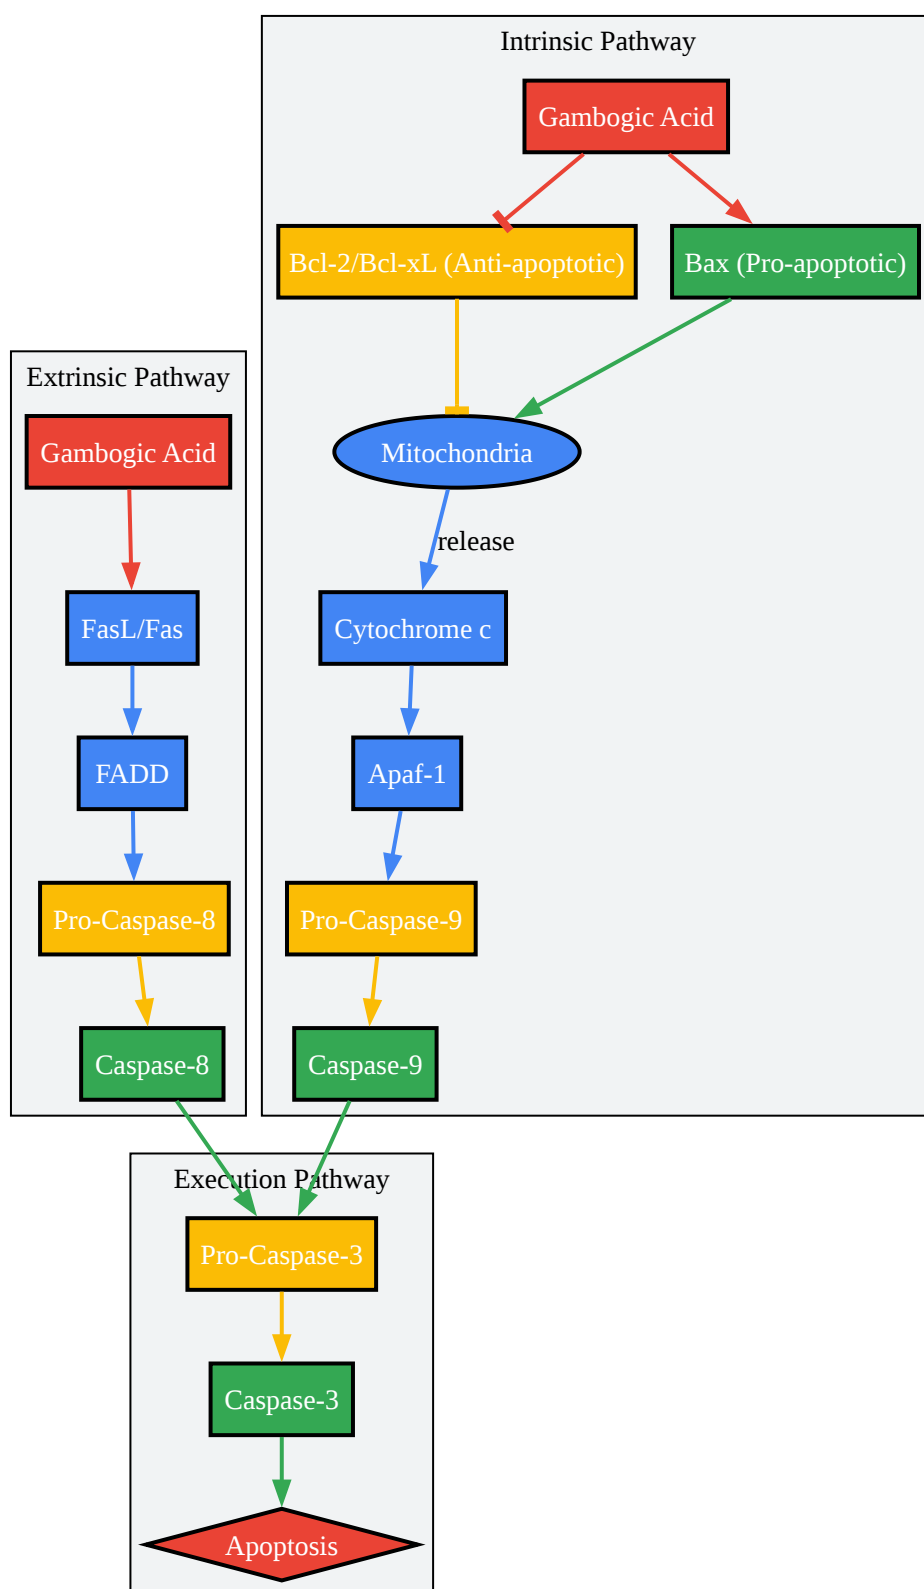 Intrinsic Pathway
Gambogic Acid
Bcl-2/Bcl-xL (Anti-apoptotic)
Bax (Pro-apoptotic)
Mitochondria
release
Cytochrome c
Apaf-1
Pro-Caspase-9
Caspase-9
Extrinsic Pathway
Gambogic Acid
FasL/Fas
FADD
Pro-Caspase-8
Caspase-8
Execution Pathway
Pro-Caspase-3
Caspase-3
Apoptosis